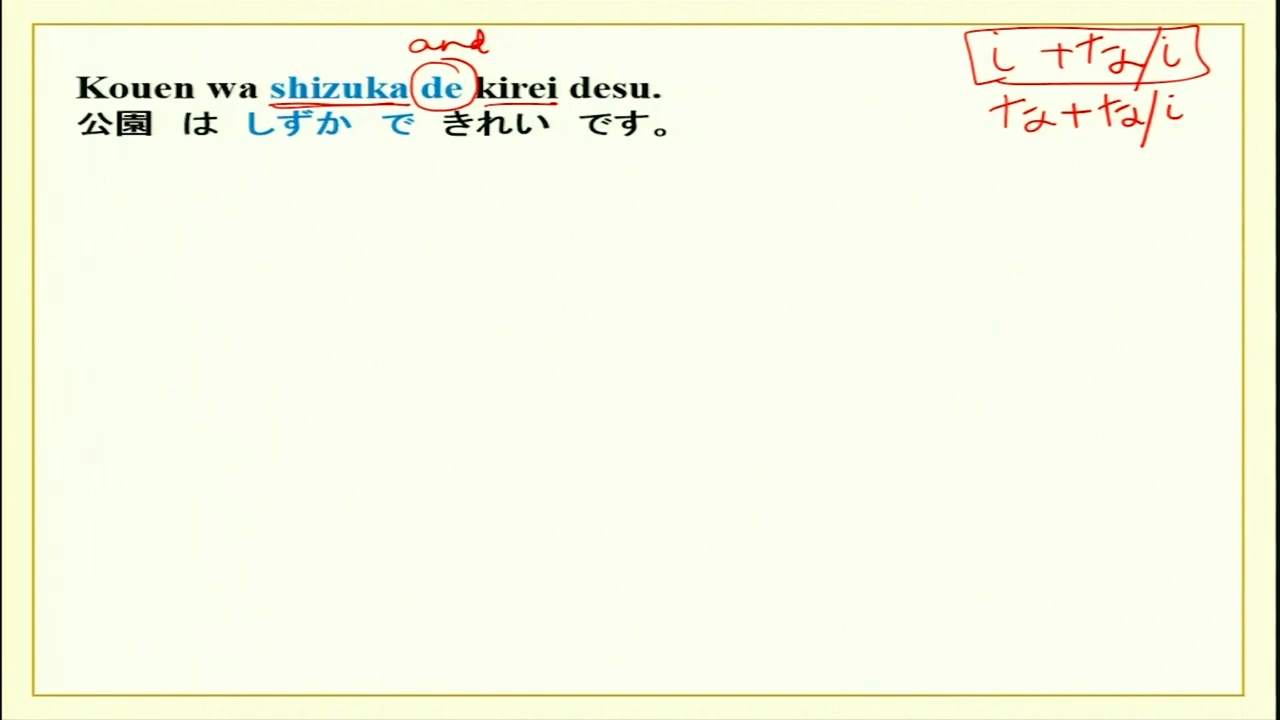 and
Kouen wa shizuka de kirei desu.
公園 は しずか で きれい です。
i +な/i
な+な/i